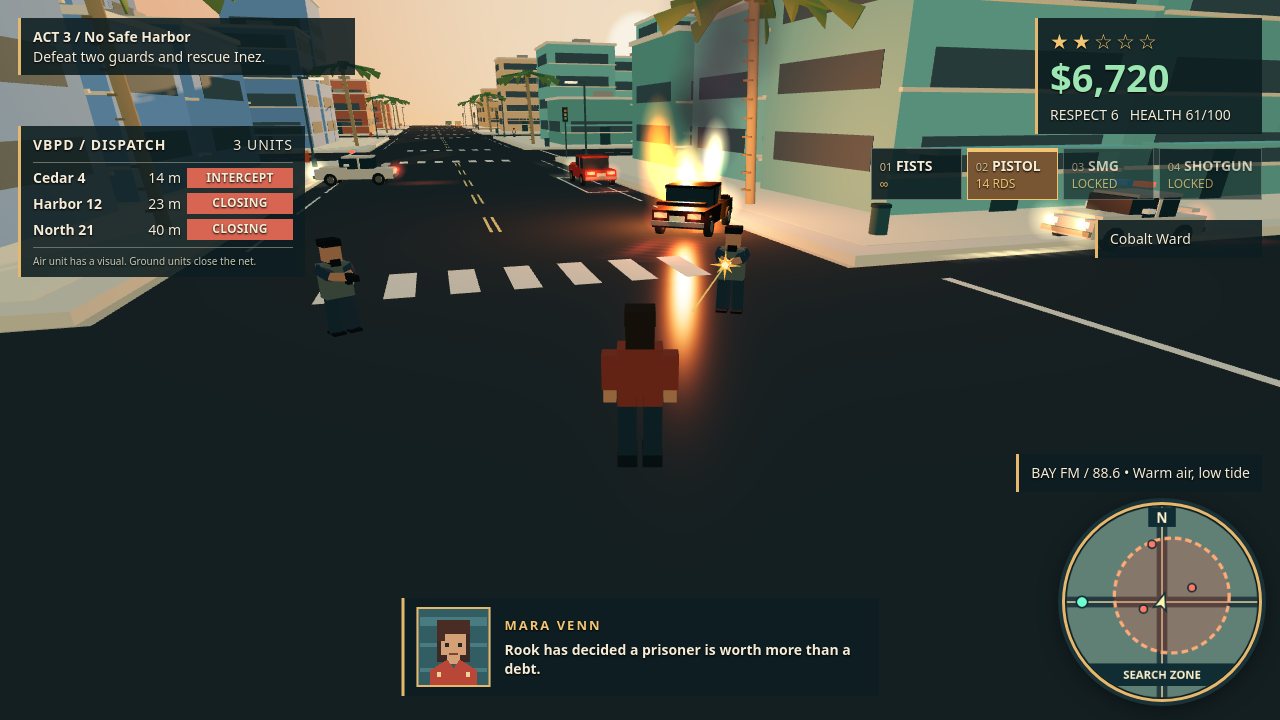 ACT 3 / No Safe Harbor
Defeat two guards and rescue Inez.
VBPD / DISPATCH 3 UNITS
Cedar 4 14 m INTERCEPT
Harbor 12 23 m CLOSING
North 21 40 m CLOSING
Air unit has a visual. Ground units close the net.
★★☆☆☆
$6,720
RESPECT 6 HEALTH 61/100
01 FISTS
∞
02 PISTOL
14 RDS
03 SMG
LOCKED
04 SHOTGUN
LOCKED
Cobalt Ward
BAY FM / 88.6 • Warm air, low tide
N
SEARCH ZONE
MARA VENN
Rook has decided a prisoner is worth more than a
debt.